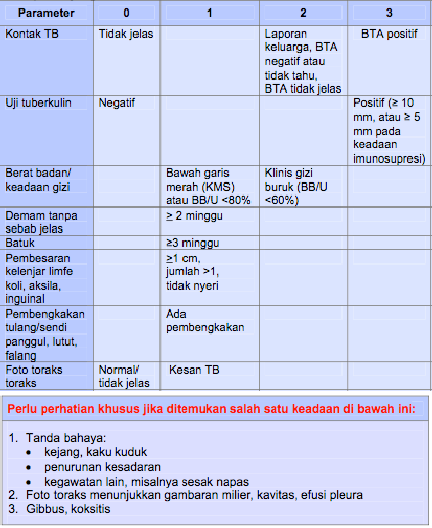 Parameter 0 1 2 3
Kontak TB Tidak jelas Laporan keluarga, BTA negatif atau tidak tahu, BTA tidak jelas BTA positif
Uji tuberkulin Negatif Positif (≥ 10 mm, atau ≥ 5 mm pada keadaan imunosupresi)
Berat badan/ keadaan gizi Bawah garis merah (KMS) atau BB/U <80% Klinis gizi buruk (BB/U <60%)
Demam tanpa sebab jelas ≥ 2 minggu
Batuk ≥3 minggu
Pembesaran kelenjar limfe koli, aksila, inguinal ≥1 cm, jumlah >1, tidak nyeri
Pembengkakan tulang/sendi panggul, lutut, falang Ada pembengkakan
Foto toraks toraks Normal/ tidak jelas Kesan TB
Perlu perhatian khusus jika ditemukan salah satu keadaan di bawah ini:
1. Tanda bahaya:
• kejang, kaku kuduk
• penurunan kesadaran
• kegawatan lain, misalnya sesak napas
2. Foto toraks menunjukkan gambaran milier, kavitas, efusi pleura
3. Gibbus, koksitis